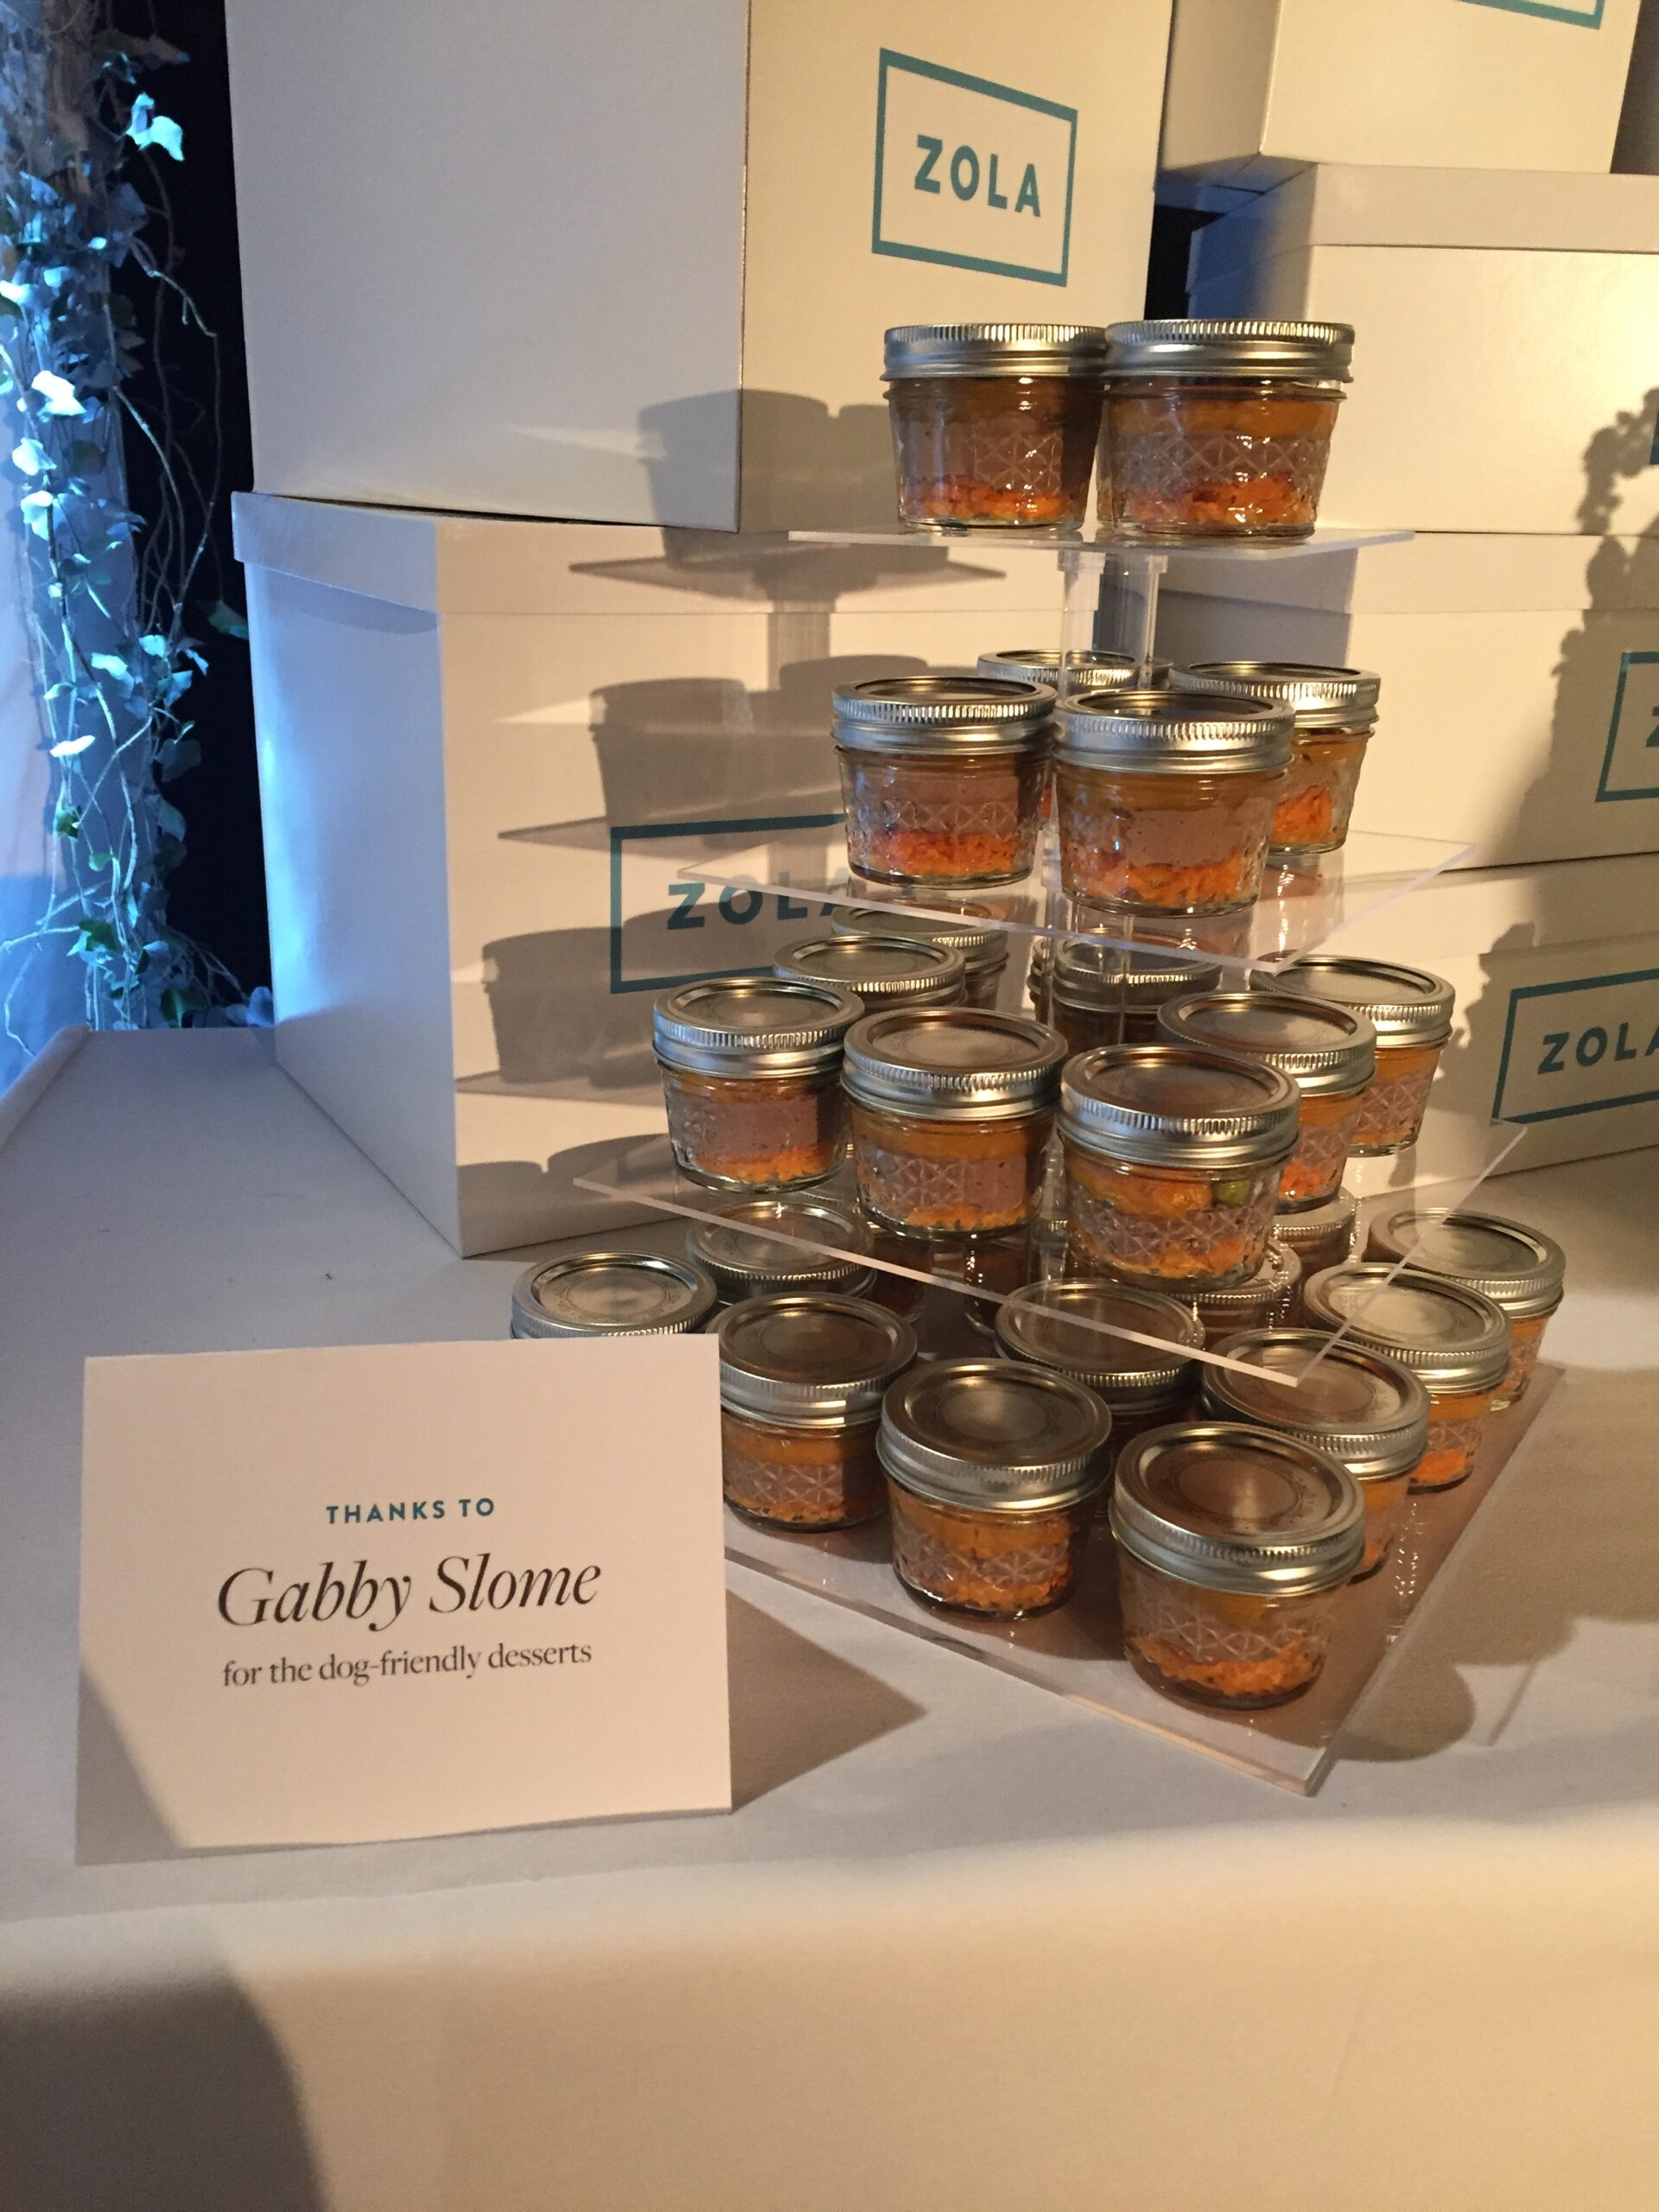 ZOLA
ZOLA
ZOLA
THANKS TO
Gabby Slome
for the dog-friendly desserts